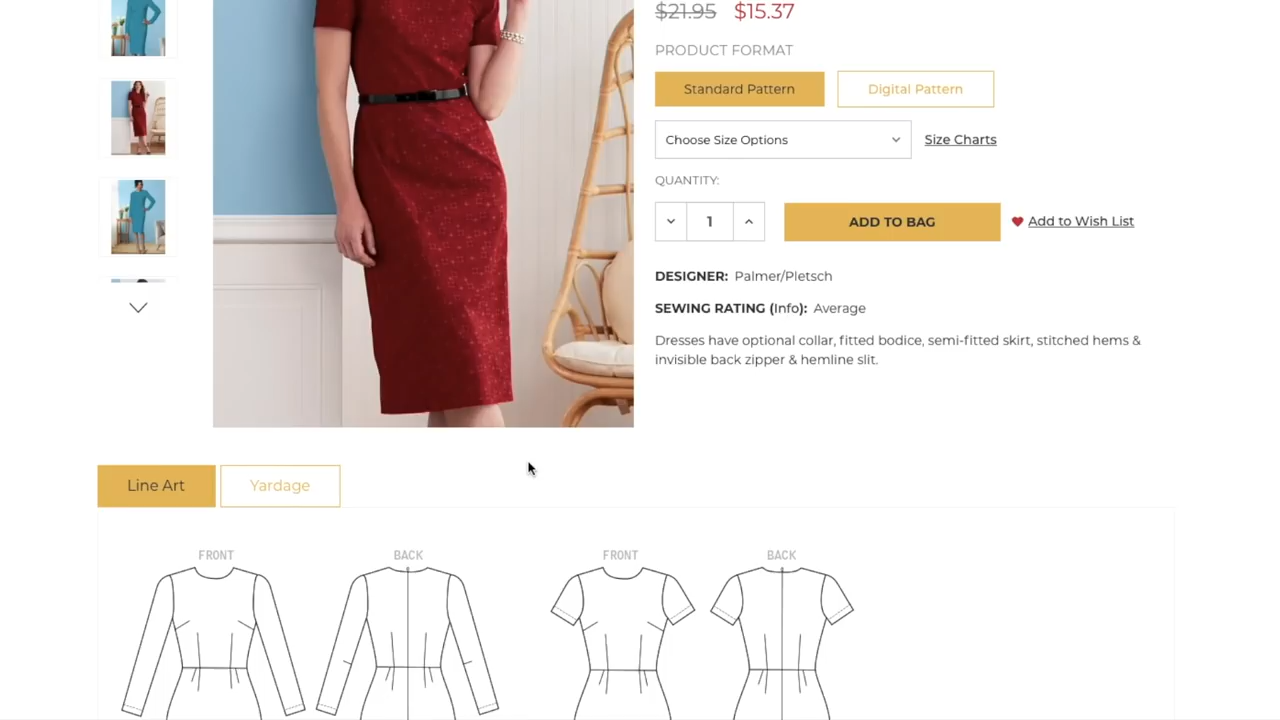 $21.95 $15.37
PRODUCT FORMAT
Standard Pattern Digital Pattern
Choose Size Options Size Charts
QUANTITY:
1 ADD TO BAG Add to Wish List
DESIGNER: Palmer/Pletsch
SEWING RATING (Info): Average
Dresses have optional collar, fitted bodice, semi-fitted skirt, stitched hems &
invisible back zipper & hemline slit.
Line Art Yardage
FRONT BACK FRONT BACK